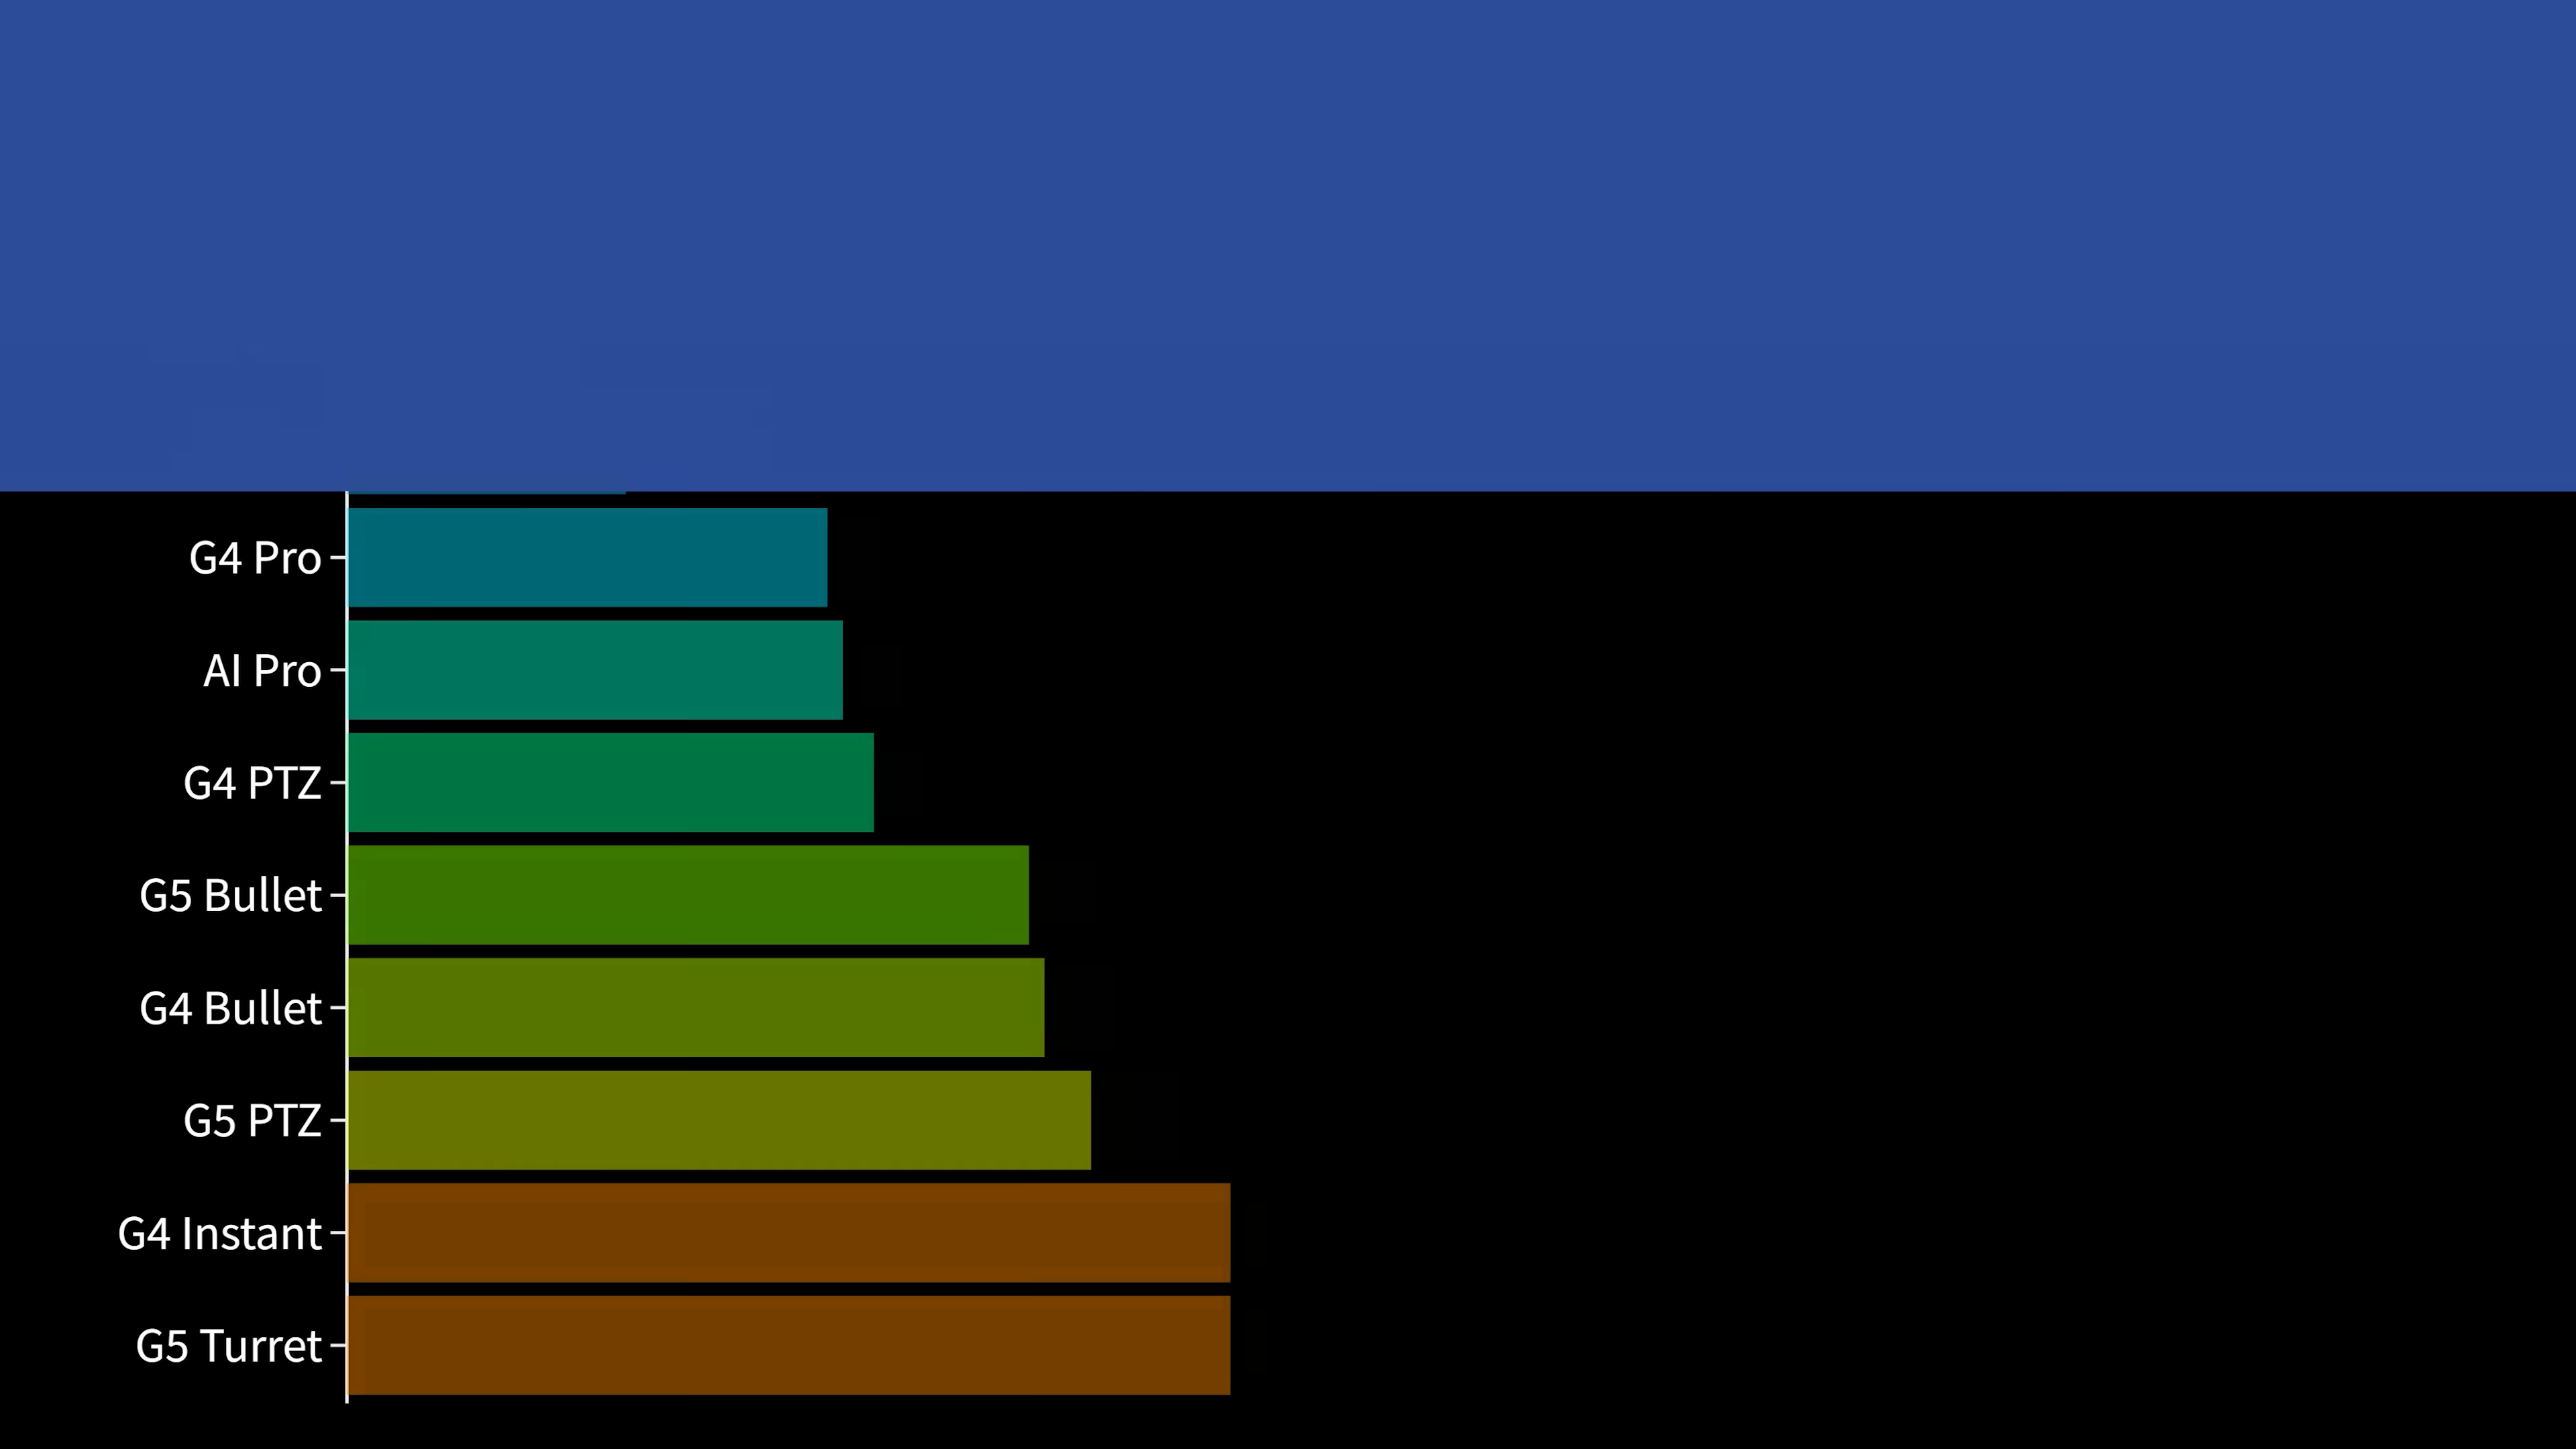 G4 Pro
AI Pro
G4 PTZ
G5 Bullet
G4 Bullet
G5 PTZ
G4 Instant
G5 Turret